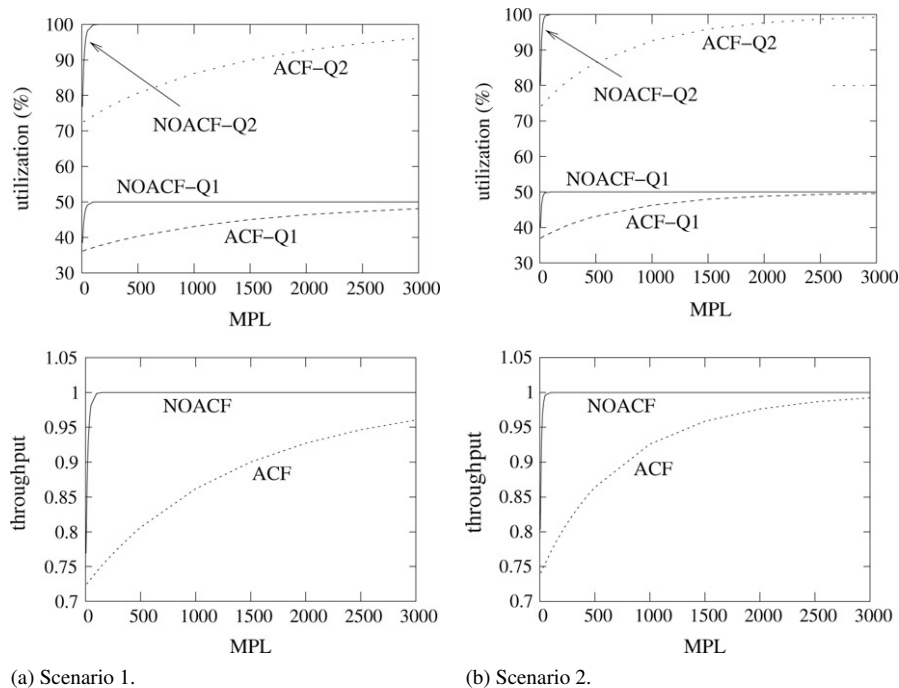 100
90
80
70
60
50
40
30
utilization (%)
ACF−Q2
NOACF−Q2
NOACF−Q1
ACF−Q1
0 500 1000 1500 2000 2500 3000
MPL
100
90
80
70
60
50
40
30
utilization (%)
ACF−Q2
NOACF−Q2
NOACF−Q1
ACF−Q1
0 500 1000 1500 2000 2500 3000
MPL
1.05
1
0.95
0.9
0.85
0.8
0.75
0.7
throughput
NOACF
ACF
0 500 1000 1500 2000 2500 3000
MPL
1.05
1
0.95
0.9
0.85
0.8
0.75
0.7
throughput
NOACF
ACF
0 500 1000 1500 2000 2500 3000
MPL
(a) Scenario 1.
(b) Scenario 2.